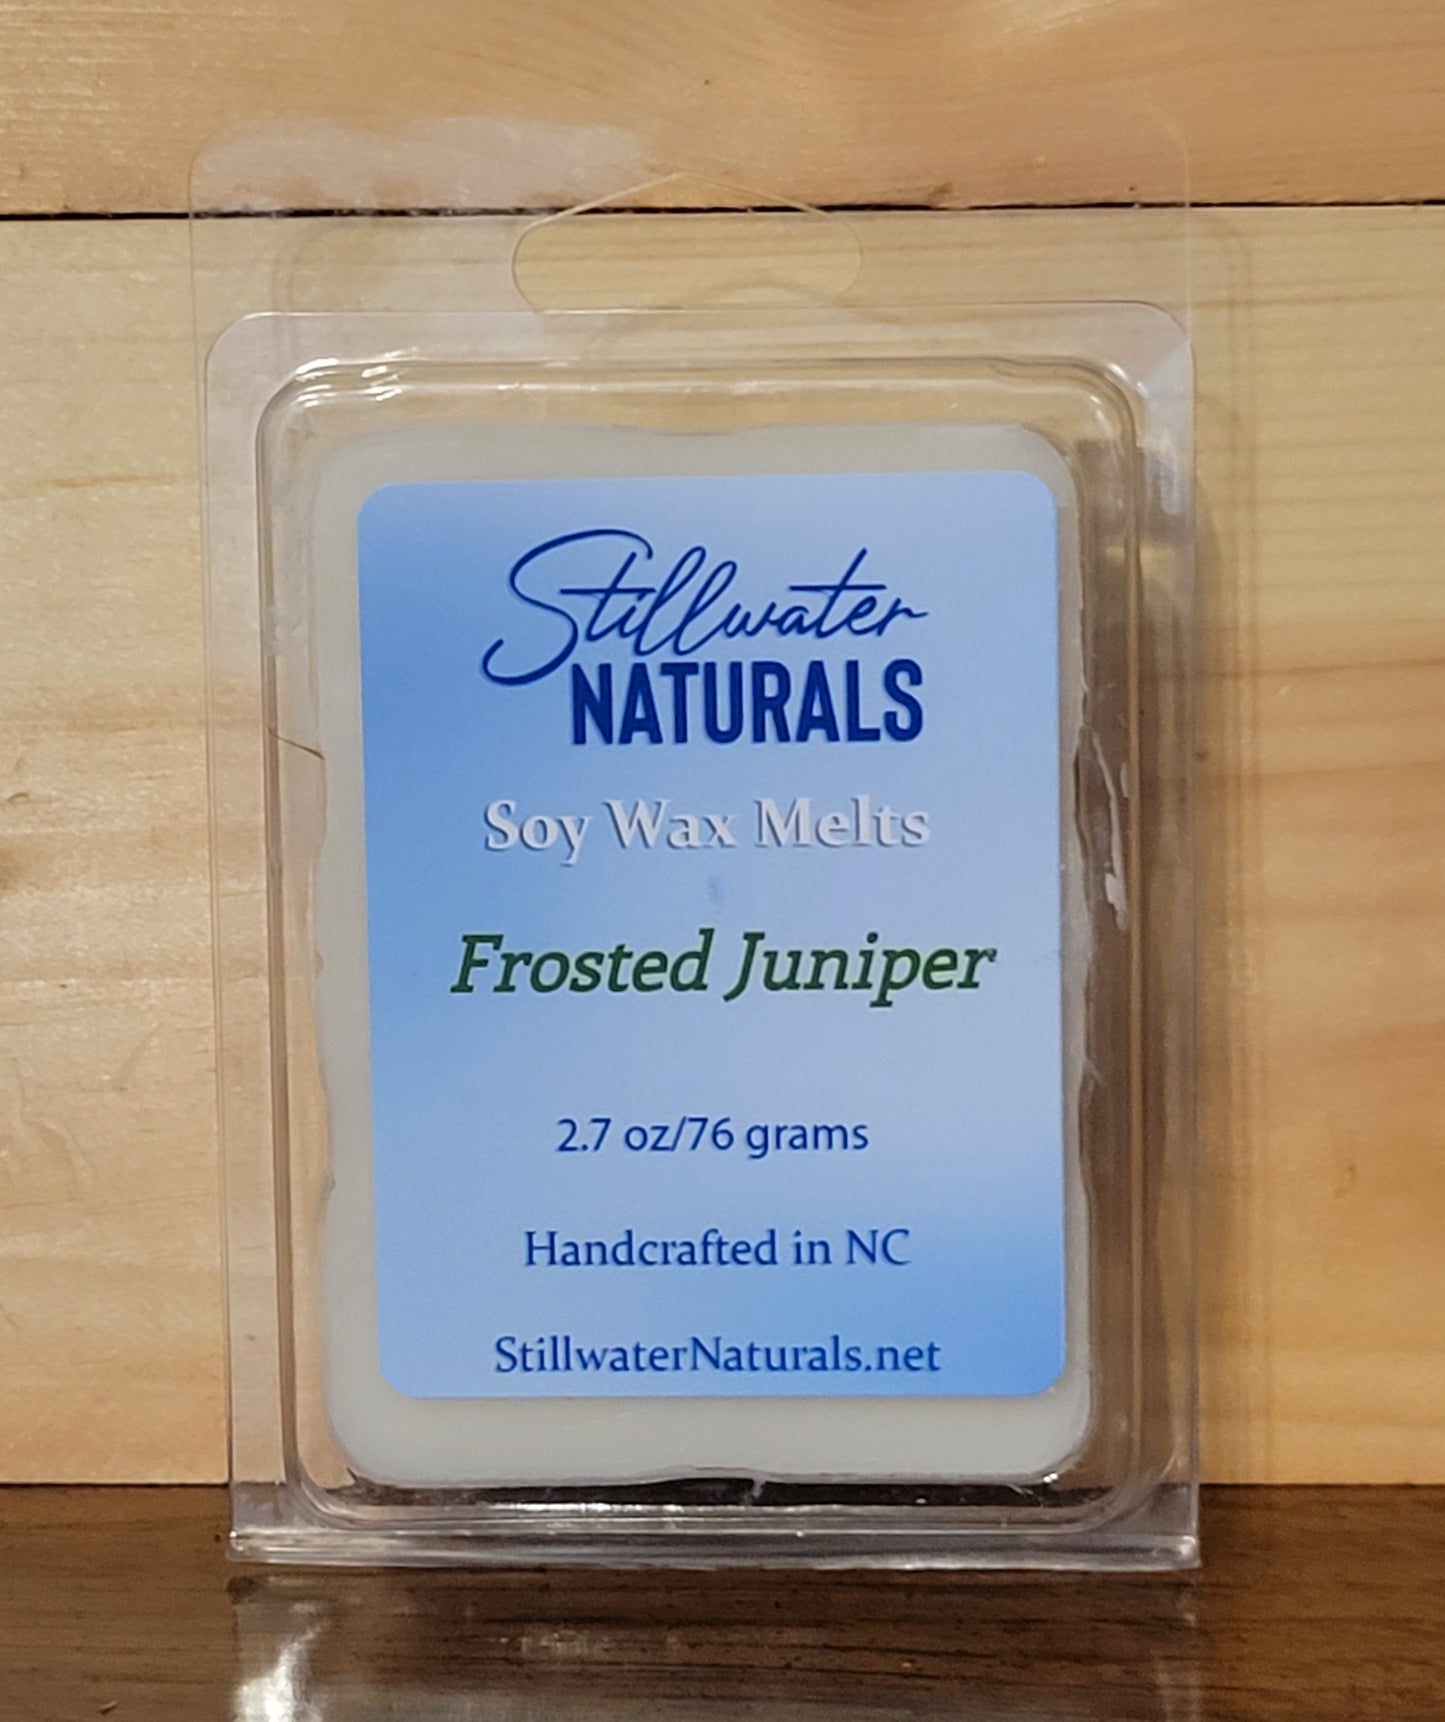 Stillwater
NATURALS
Soy Wax Melts
Frosted Juniper
2.7 oz/76 grams
Handcrafted in NC
StillwaterNaturals.net